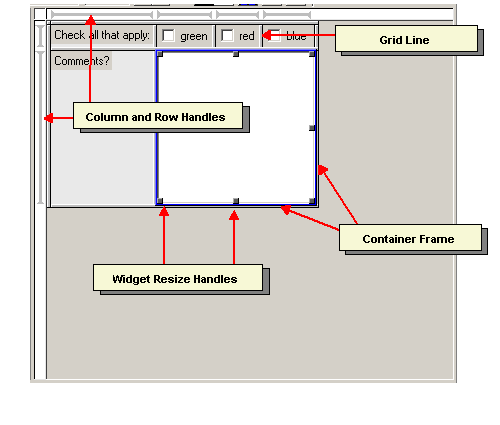 Check all that apply: green red blue
Grid Line
Comments?
Column and Row Handles
Container Frame
Widget Resize Handles